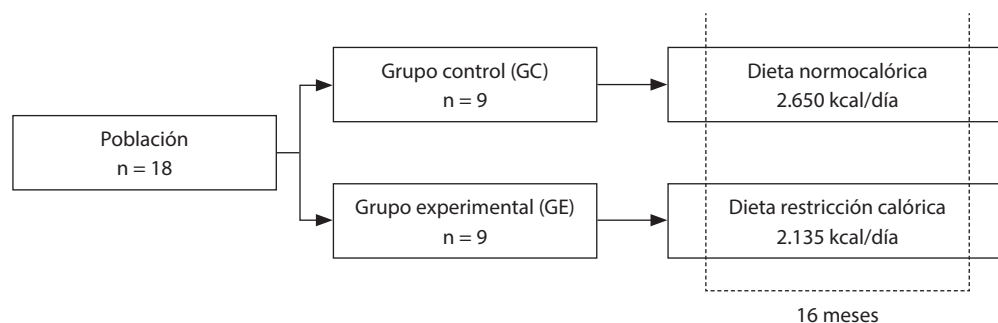 Población
n = 18
Grupo control (GC)
n = 9
Dieta normocalórica
2.650 kcal/día
Grupo experimental (GE)
n = 9
Dieta restricción calórica
2.135 kcal/día
16 meses